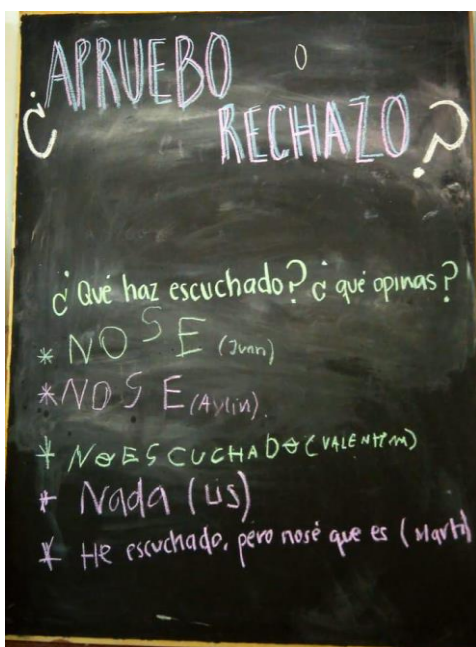 ¿APRUEBO o
RECHAZO?
¿Qué haz escuchado? ¿qué opinas?
* NO SE (Juan)
* NO SE (Aylin).
* NO ESCUCHADO (VALENTIN)
* Nada (Lis)
* He escuchado, pero nosé que es (Marti)